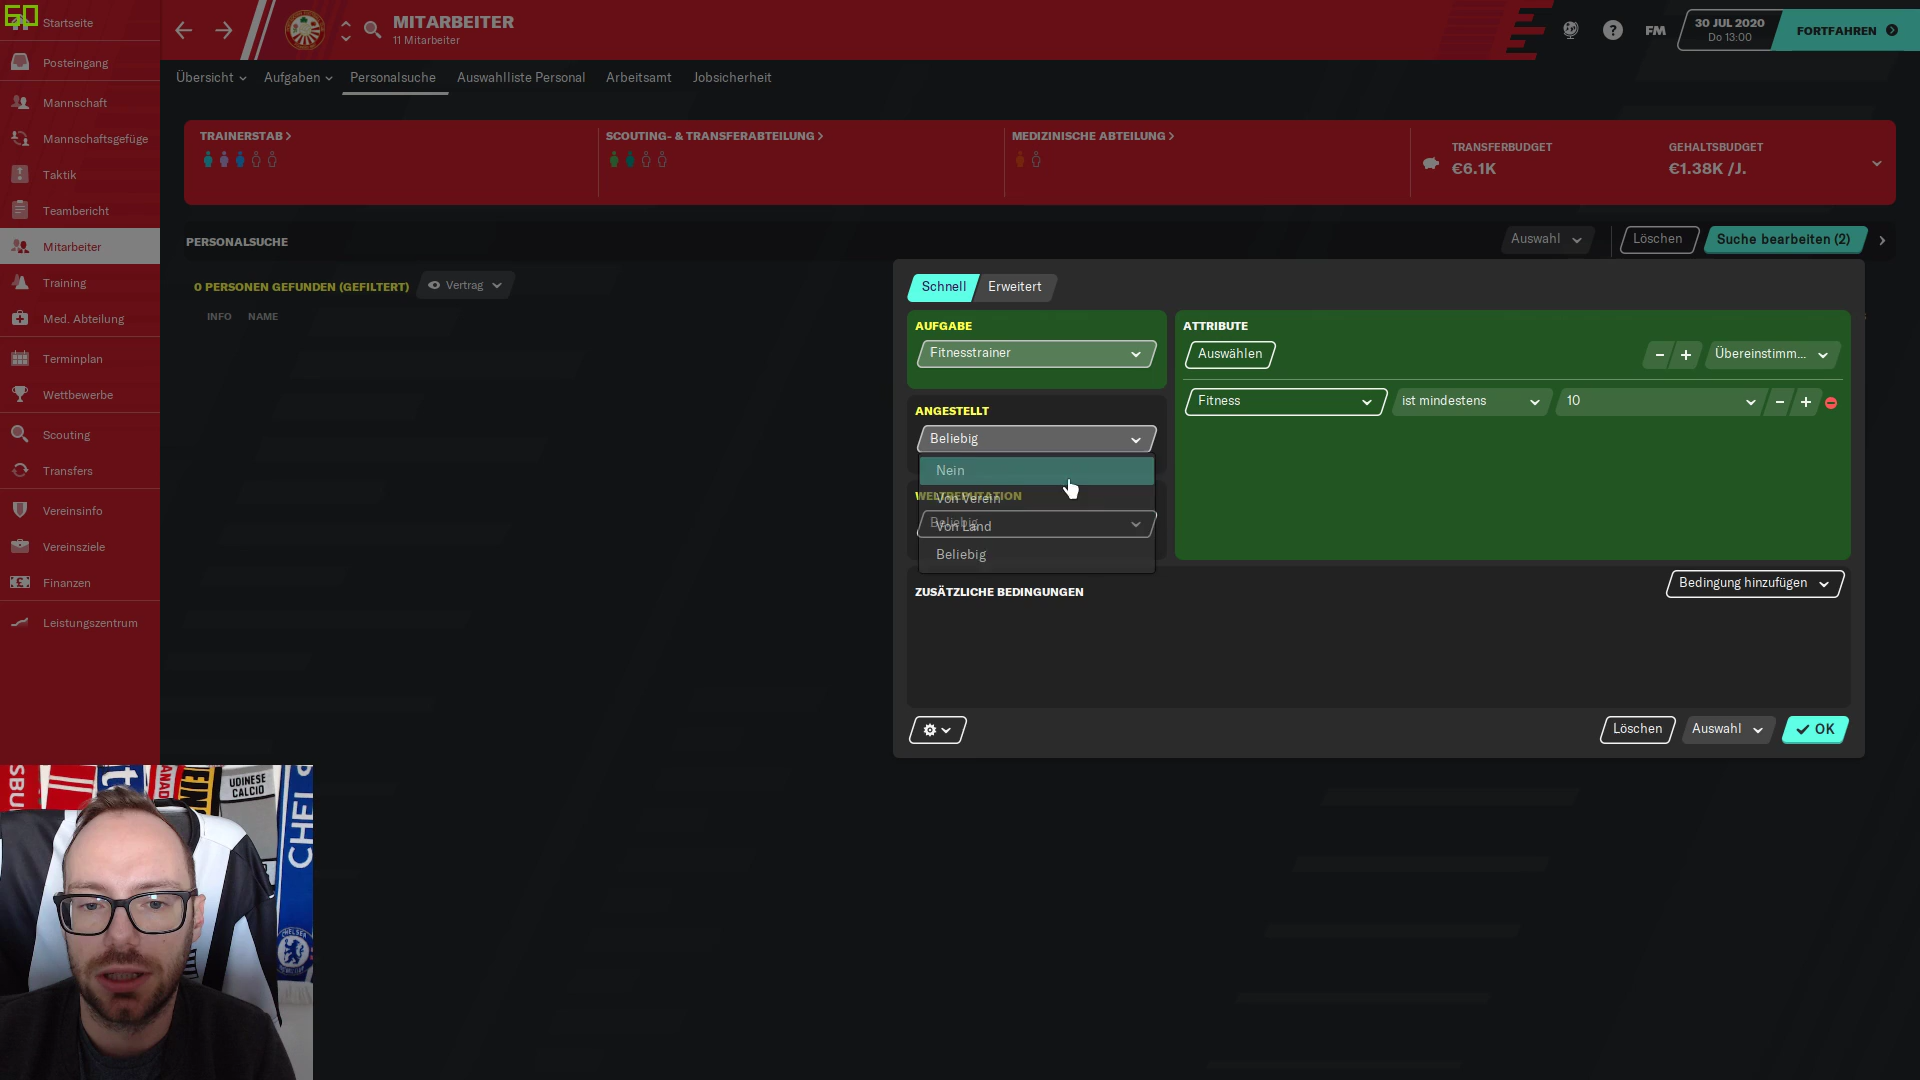 60
Startseite
MITARBEITER
11 Mitarbeiter
FM
30 JUL 2020
Do 13:00
FORTFAHREN
Posteingang
Mannschaft
Mannschaftsgefüge
Taktik
Teambericht
Mitarbeiter
Training
Med. Abteilung
Terminplan
Wettbewerbe
Scouting
Transfers
Vereinsinfo
Vereinsziele
Finanzen
Leistungszentrum
Übersicht
Aufgaben
Personalsuche
Auswahlliste Personal
Arbeitsamt
Jobsicherheit
TRAINERSTAB
SCOUTING- & TRANSFERABTEILUNG
MEDIZINISCHE ABTEILUNG
TRANSFERBUDGET
€6.1K
GEHALTSBUDGET
€1.38K /J.
PERSONALSUCHE
Auswahl
Löschen
Suche bearbeiten (2)
0 PERSONEN GEFUNDEN (GEFILTERT)
Vertrag
INFO NAME
Schnell
Erweitert
AUFGABE
Fitnesstrainer
ANGESTELLT
Beliebig
Nein
WELTREPUTATION
Von Verein
Beliebig
Von Land
Beliebig
ATTRIBUTE
Auswählen
Übereinstimm...
Fitness
ist mindestens
10
ZUSÄTZLICHE BEDINGUNGEN
Bedingung hinzufügen
Löschen
Auswahl
OK
UDINESE
CALCIO
CHELS
CHELSEA